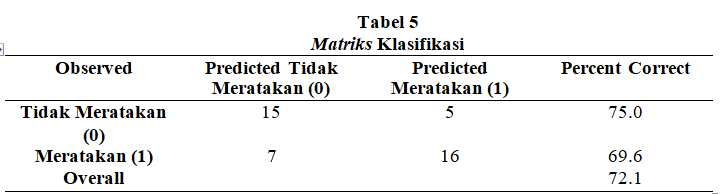 Tabel 5
Matriks Klasifikasi
Observed Predicted Tidak Meratakan (0) Predicted Meratakan (1) Percent Correct
Tidak Meratakan (0) 15 5 75.0
Meratakan (1) 7 16 69.6
Overall 72.1